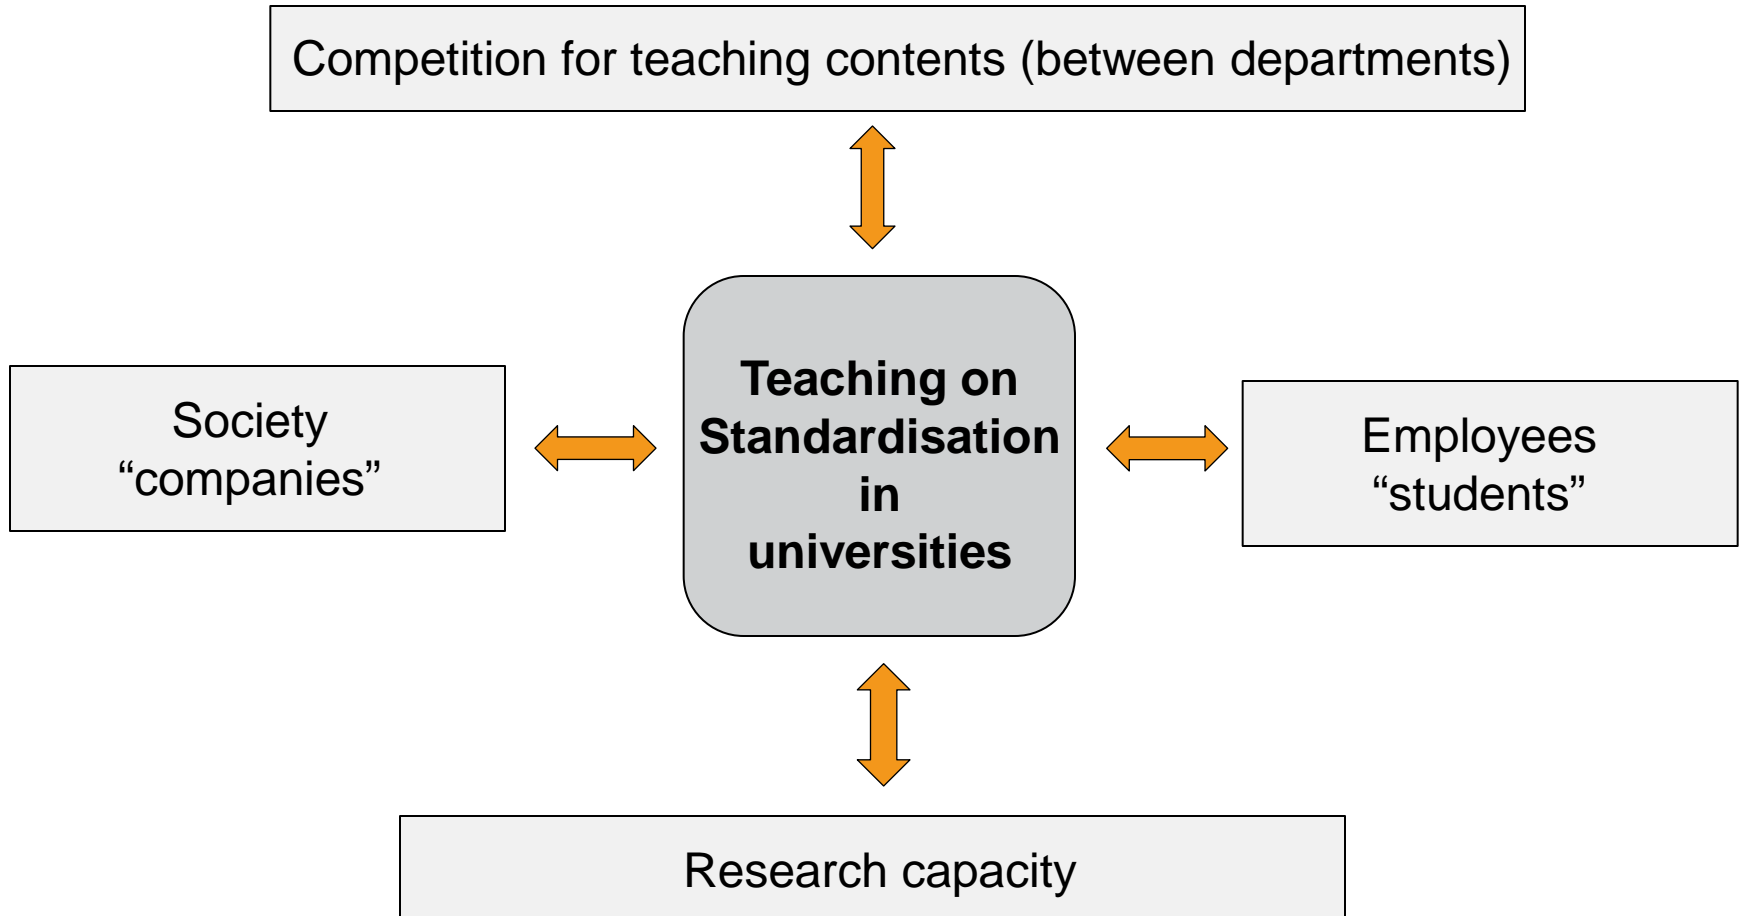 Competition for teaching contents (between departments)
Teaching on
Standardisation
in
universities
Society
“companies”
Employees
“students”
Research capacity